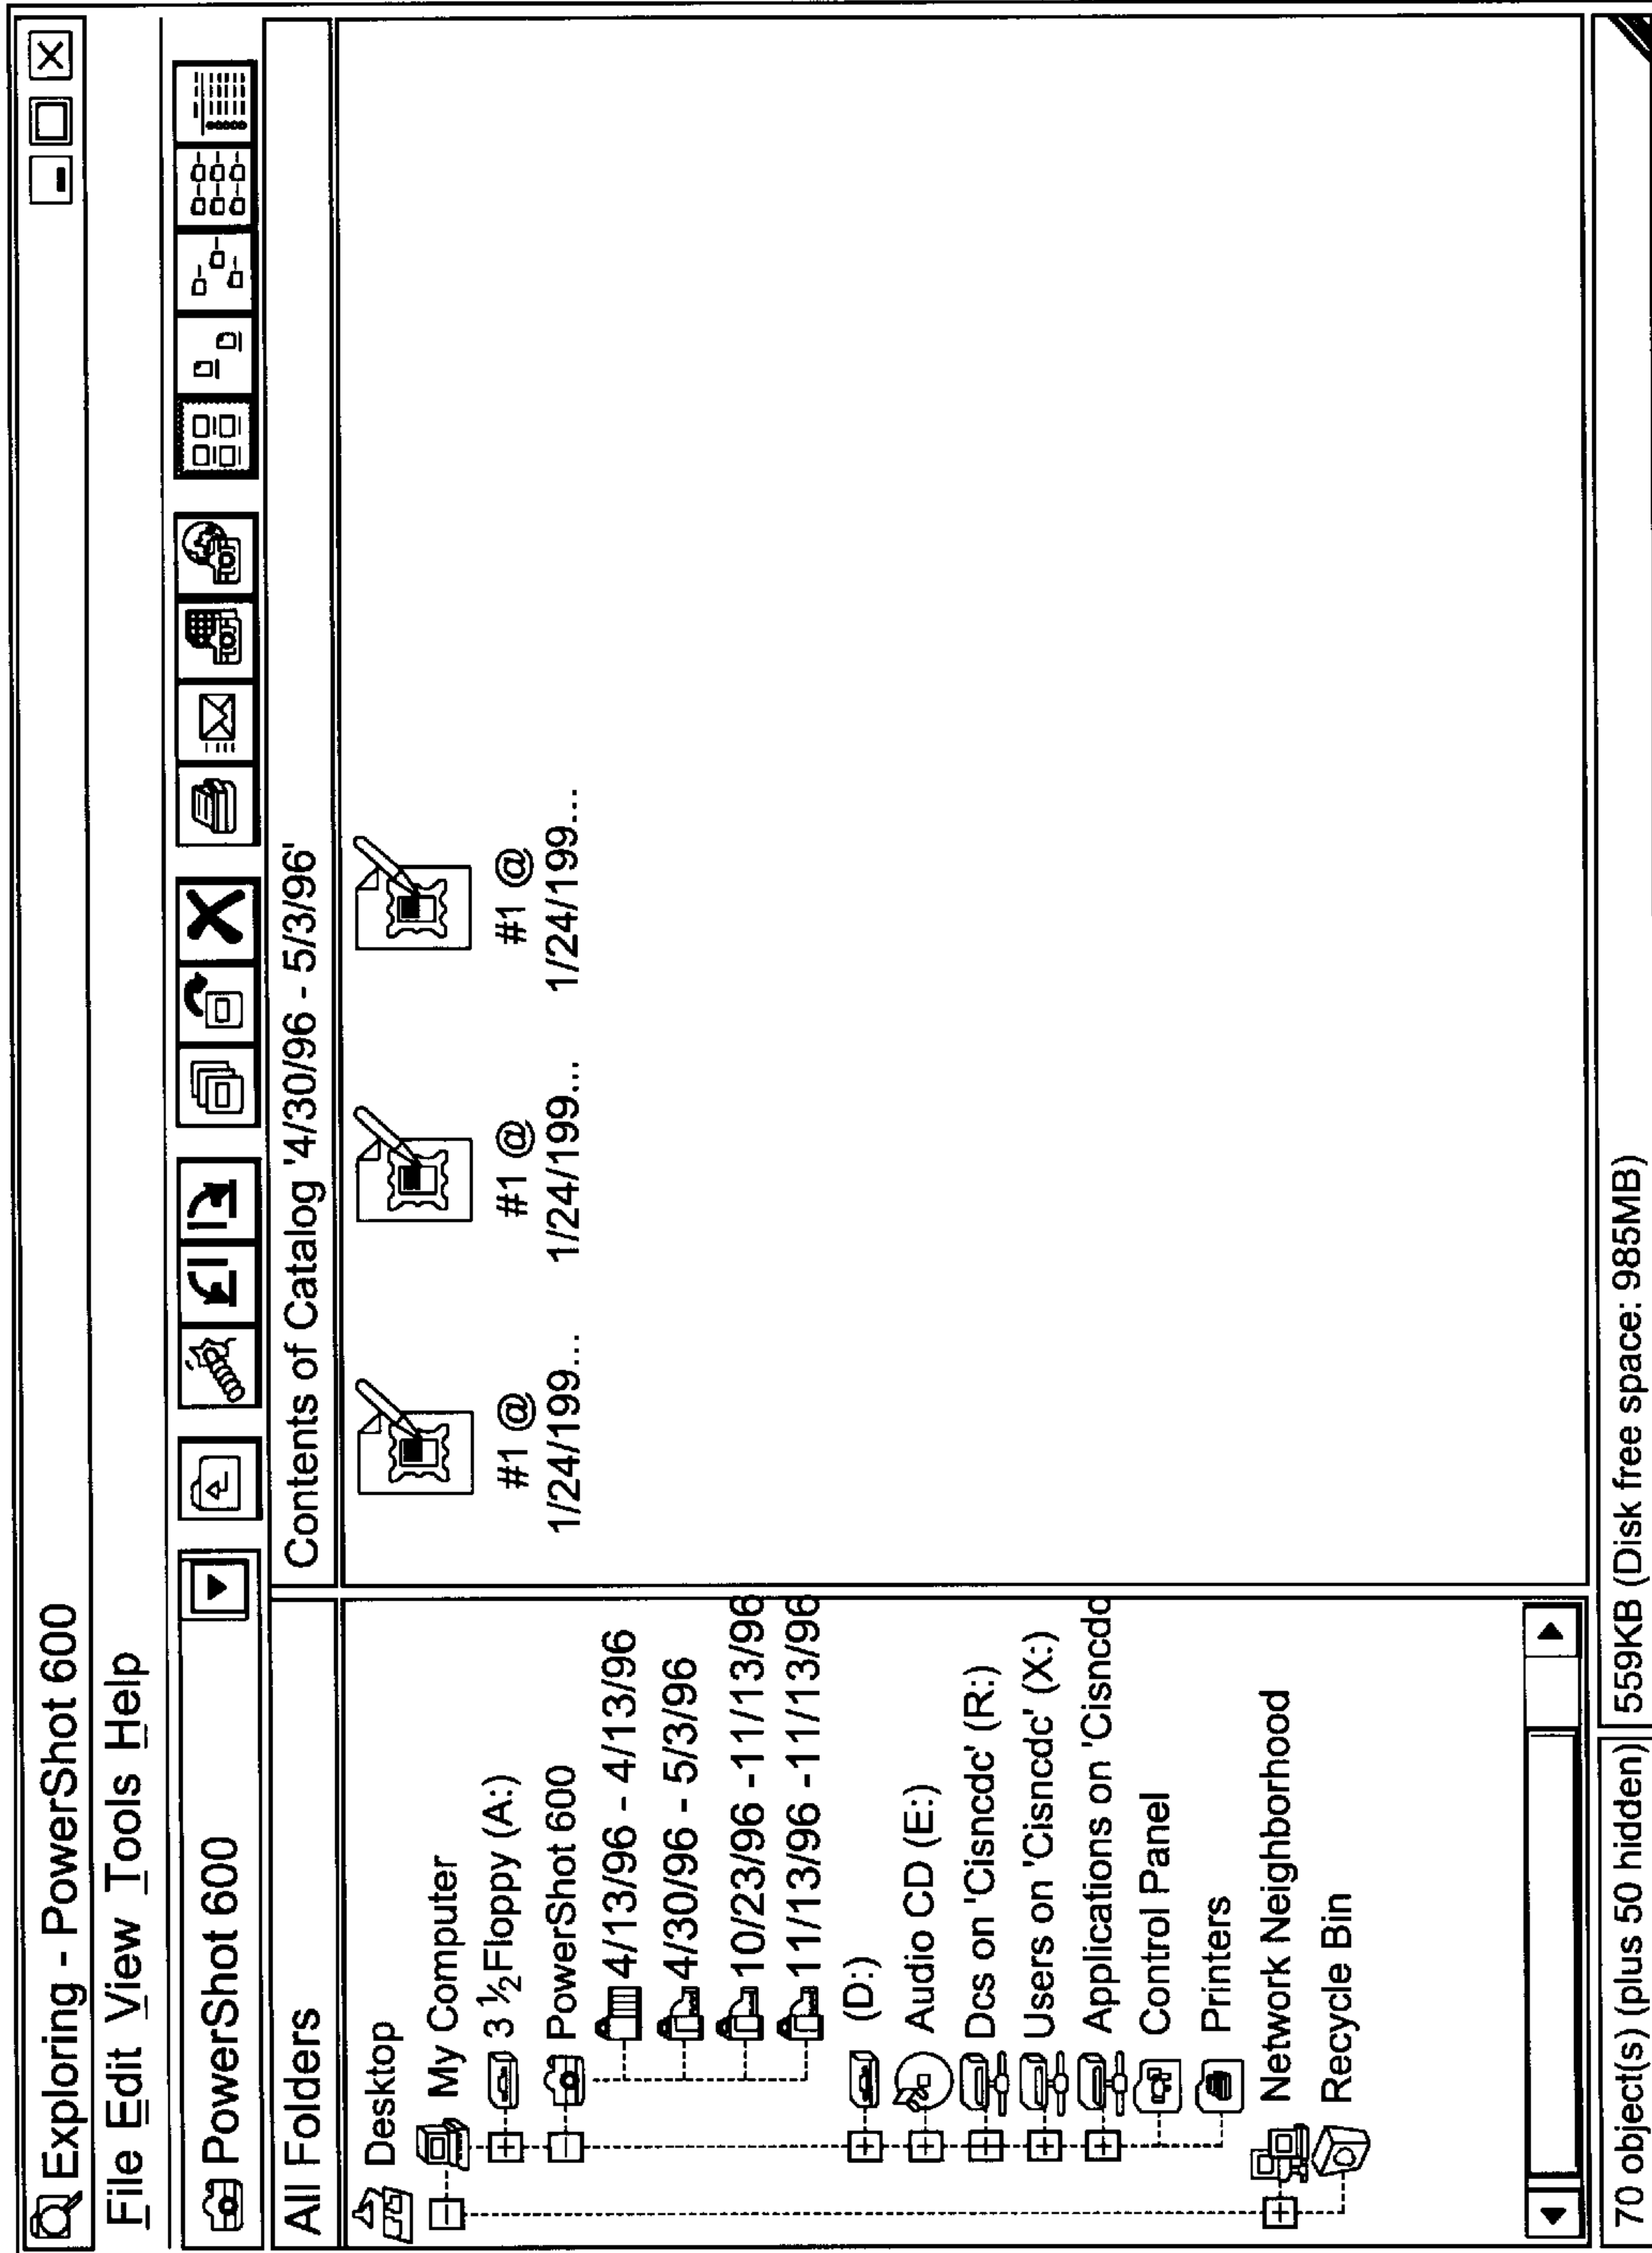 Exploring - PowerShot 600
File Edit View Tools Help
PowerShot 600
All Folders
Contents of Catalog '4/30/96 - 5/3/96'
Desktop
My Computer
3 ½Floppy (A:)
PowerShot 600
4/13/96 - 4/13/96
4/30/96 - 5/3/96
10/23/96 -11/13/96
11/13/96 -11/13/96
(D:)
Audio CD (E:)
Dcs on 'Cisncdc' (R:)
Users on 'Cisncdc' (X:)
Applications on 'Cisncdc
Control Panel
Printers
Network Neighborhood
Recycle Bin
#1 @
1/24/199...
#1 @
1/24/199...
#1 @
1/24/199...
70 object(s) (plus 50 hidden)
559KB (Disk free space: 985MB)